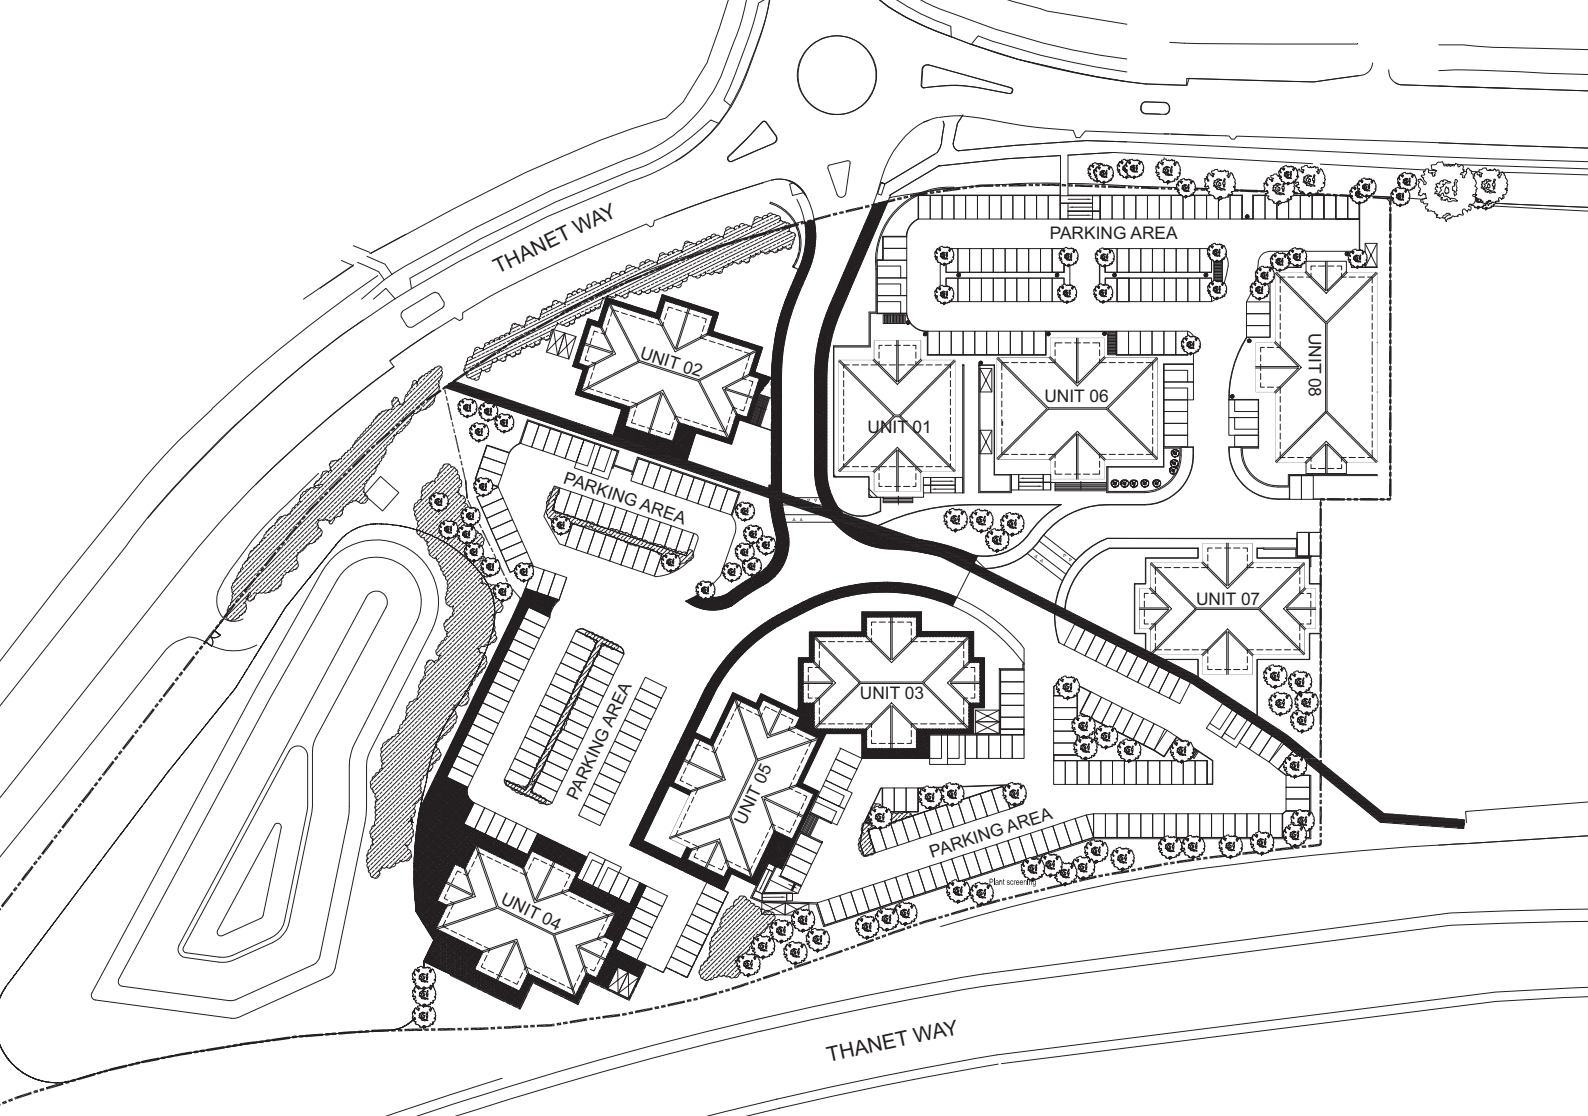 THANET WAY
PARKING AREA
UNIT 02
UNIT 08
UNIT 06
UNIT 01
PARKING AREA
UNIT 07
PARKING AREA
UNIT 03
UNIT 05
PARKING AREA
Plant screening
UNIT 04
THANET WAY